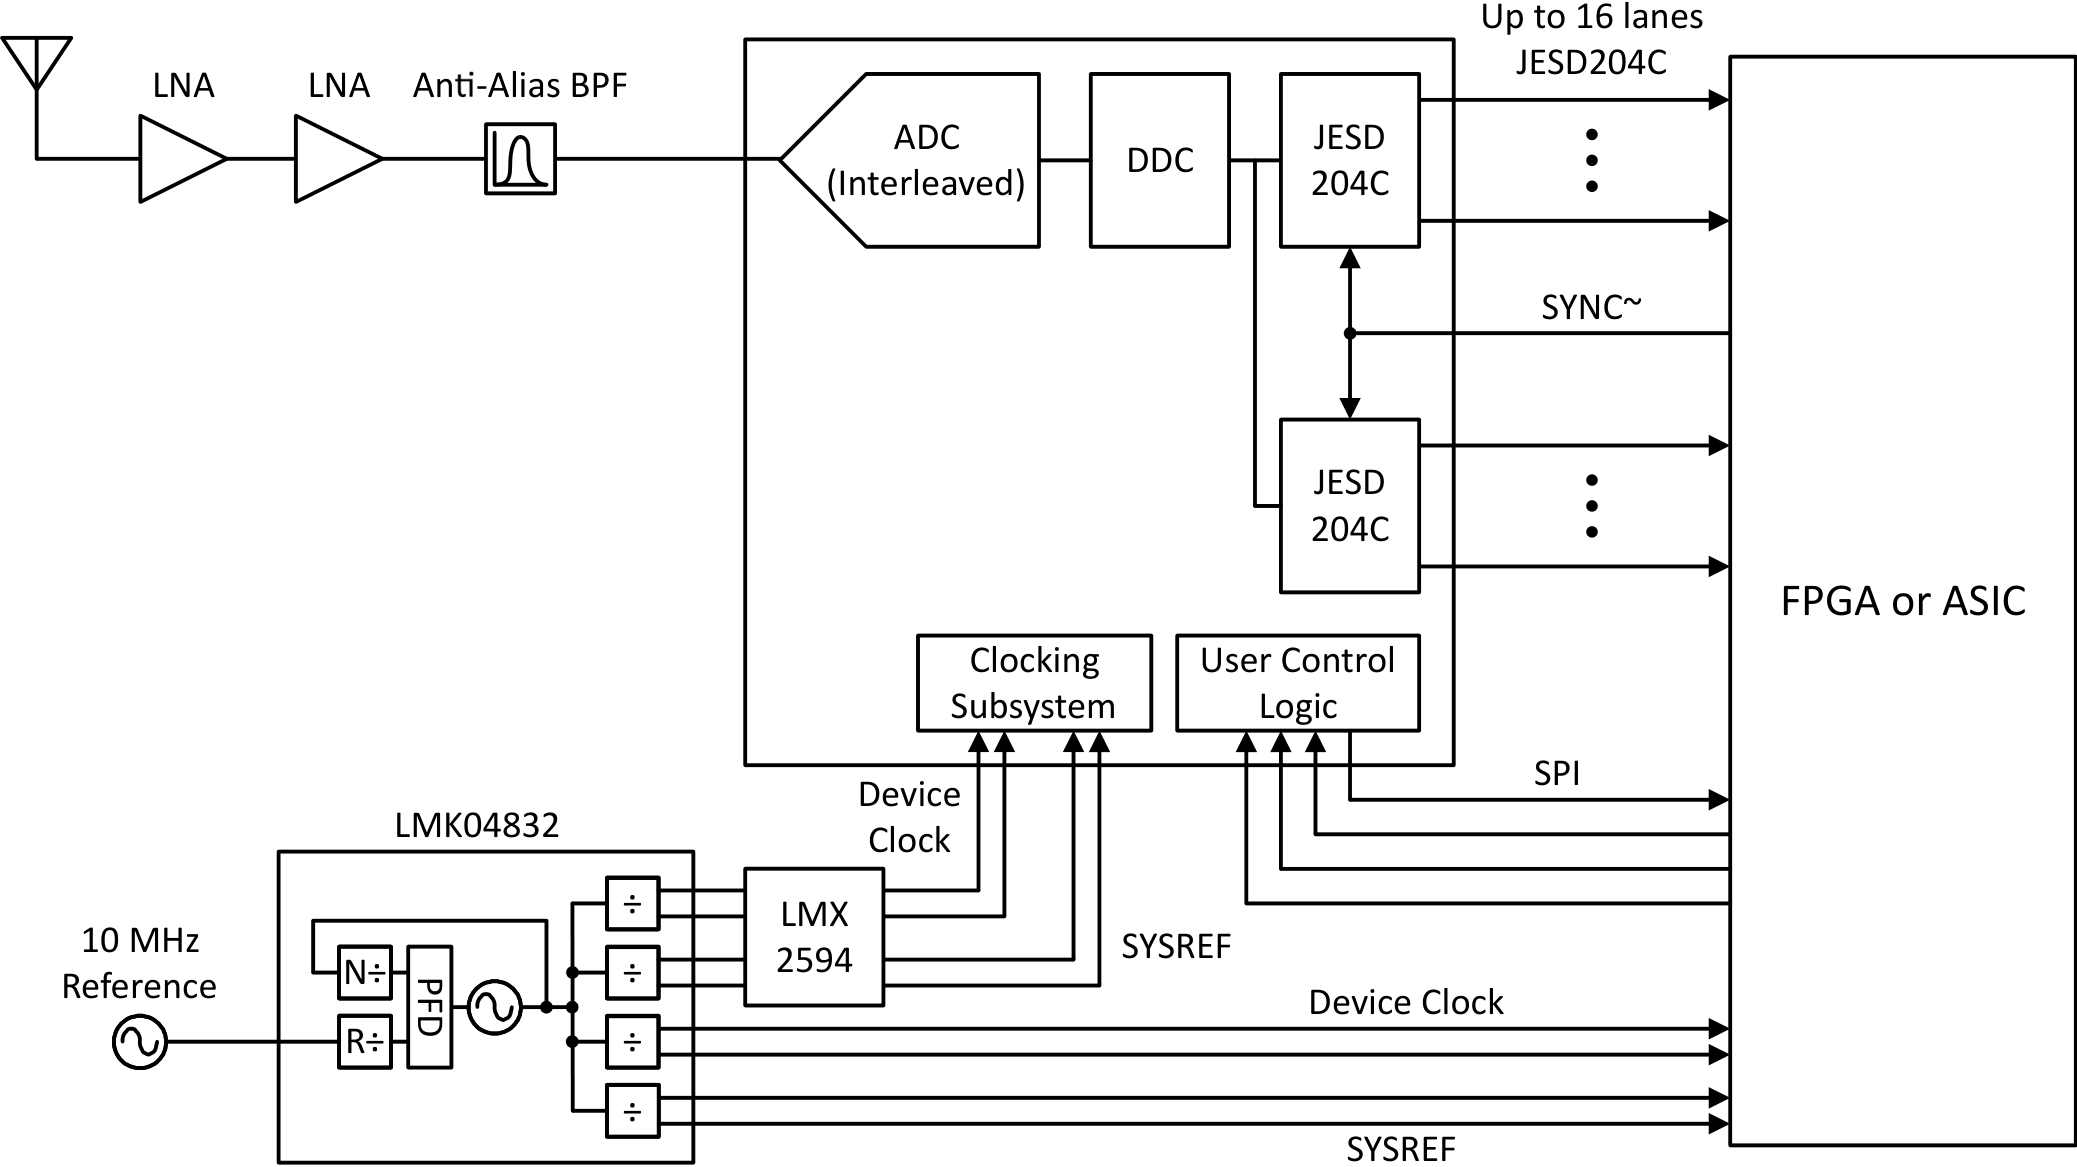 Up to 16 lanes
JESD204C
LNA
LNA
Anti-Alias BPF
ADC
(Interleaved)
DDC
JESD
204C
SYNC~
JESD
204C
FPGA or ASIC
Clocking
Subsystem
User Control
Logic
SPI
Device
Clock
LMK04832
÷
LMX
2594
SYSREF
10 MHz
Reference
N÷
PFD
÷
R÷
÷
Device Clock
÷
SYSREF